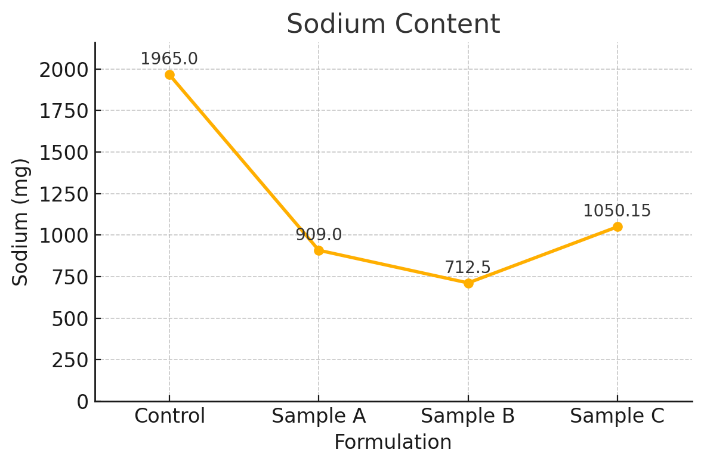 Sodium Content
Sodium (mg)
2000
1750
1500
1250
1000
750
500
250
0
1965.0
909.0
712.5
1050.15
Control
Sample A
Sample B
Sample C
Formulation